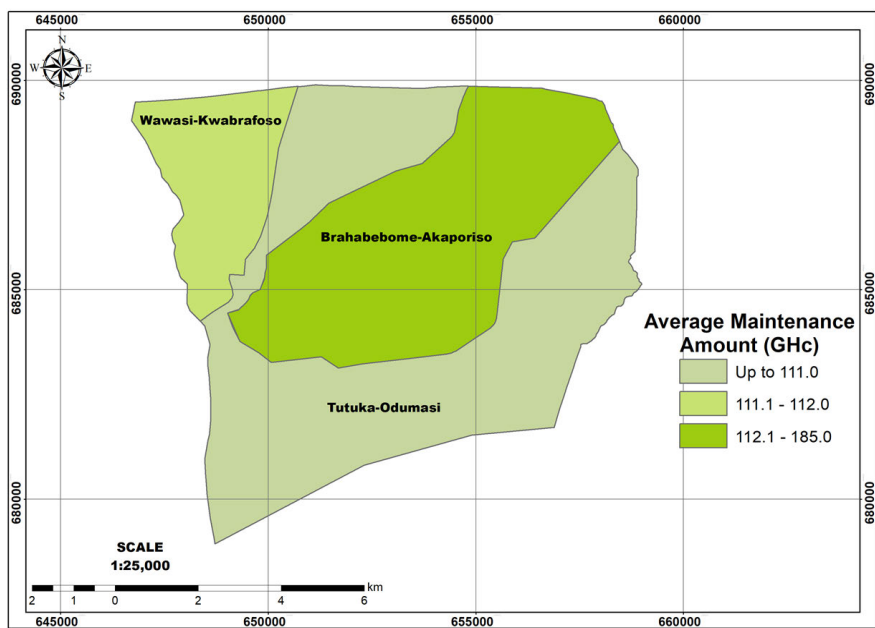 645000 650000 655000 660000
N
W E
S
690000 690000
Wawasi-Kwabrafoso
Brahabebome-Akaporiso
685000 685000
Average Maintenance
Amount (GHc)
Up to 111.0
111.1 - 112.0
112.1 - 185.0
Tutuka-Odumasi
680000 680000
SCALE
1:25,000
km
2 1 0 2 4 6
645000 650000 655000 660000